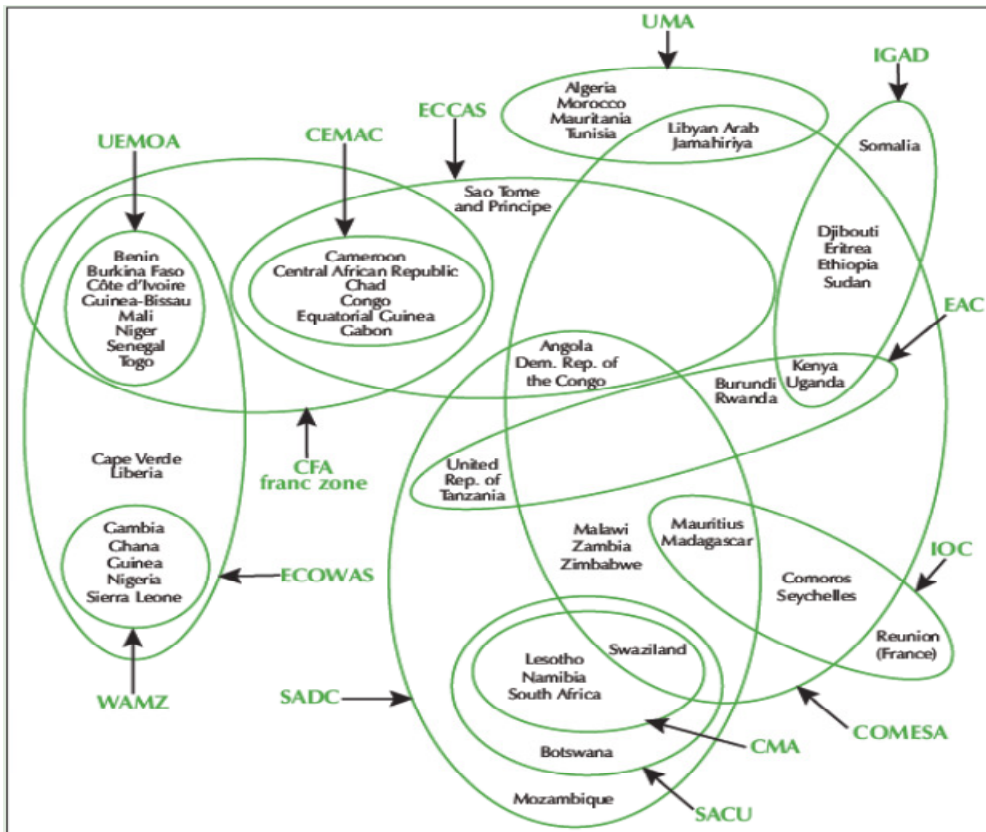 UMA
IGAD
Algeria
Morocco
Mauritania
Tunisia
Libyan Arab
Jamahiriya
Somalia
UEMOA
CEMAC
ECCAS
Sao Tome
and Principe
Benin
Burkina Faso
Côte d'Ivoire
Guinea-Bissau
Mali
Niger
Senegal
Togo
Cameroon
Central African Republic
Chad
Congo
Equatorial Guinea
Gabon
Djibouti
Eritrea
Ethiopia
Sudan
EAC
Angola
Dem. Rep. of
the Congo
Kenya
Uganda
Burundi
Rwanda
Cape Verde
Liberia
CFA
franc zone
United
Rep. of
Tanzania
Gambia
Ghana
Guinea
Nigeria
Sierra Leone
ECOWAS
Malawi
Zambia
Zimbabwe
Mauritius
Madagascar
IOC
Comoros
Seychelles
Reunion
(France)
WAMZ
SADC
Swaziland
Lesotho
Namibia
South Africa
CMA
COMESA
Botswana
Mozambique
SACU